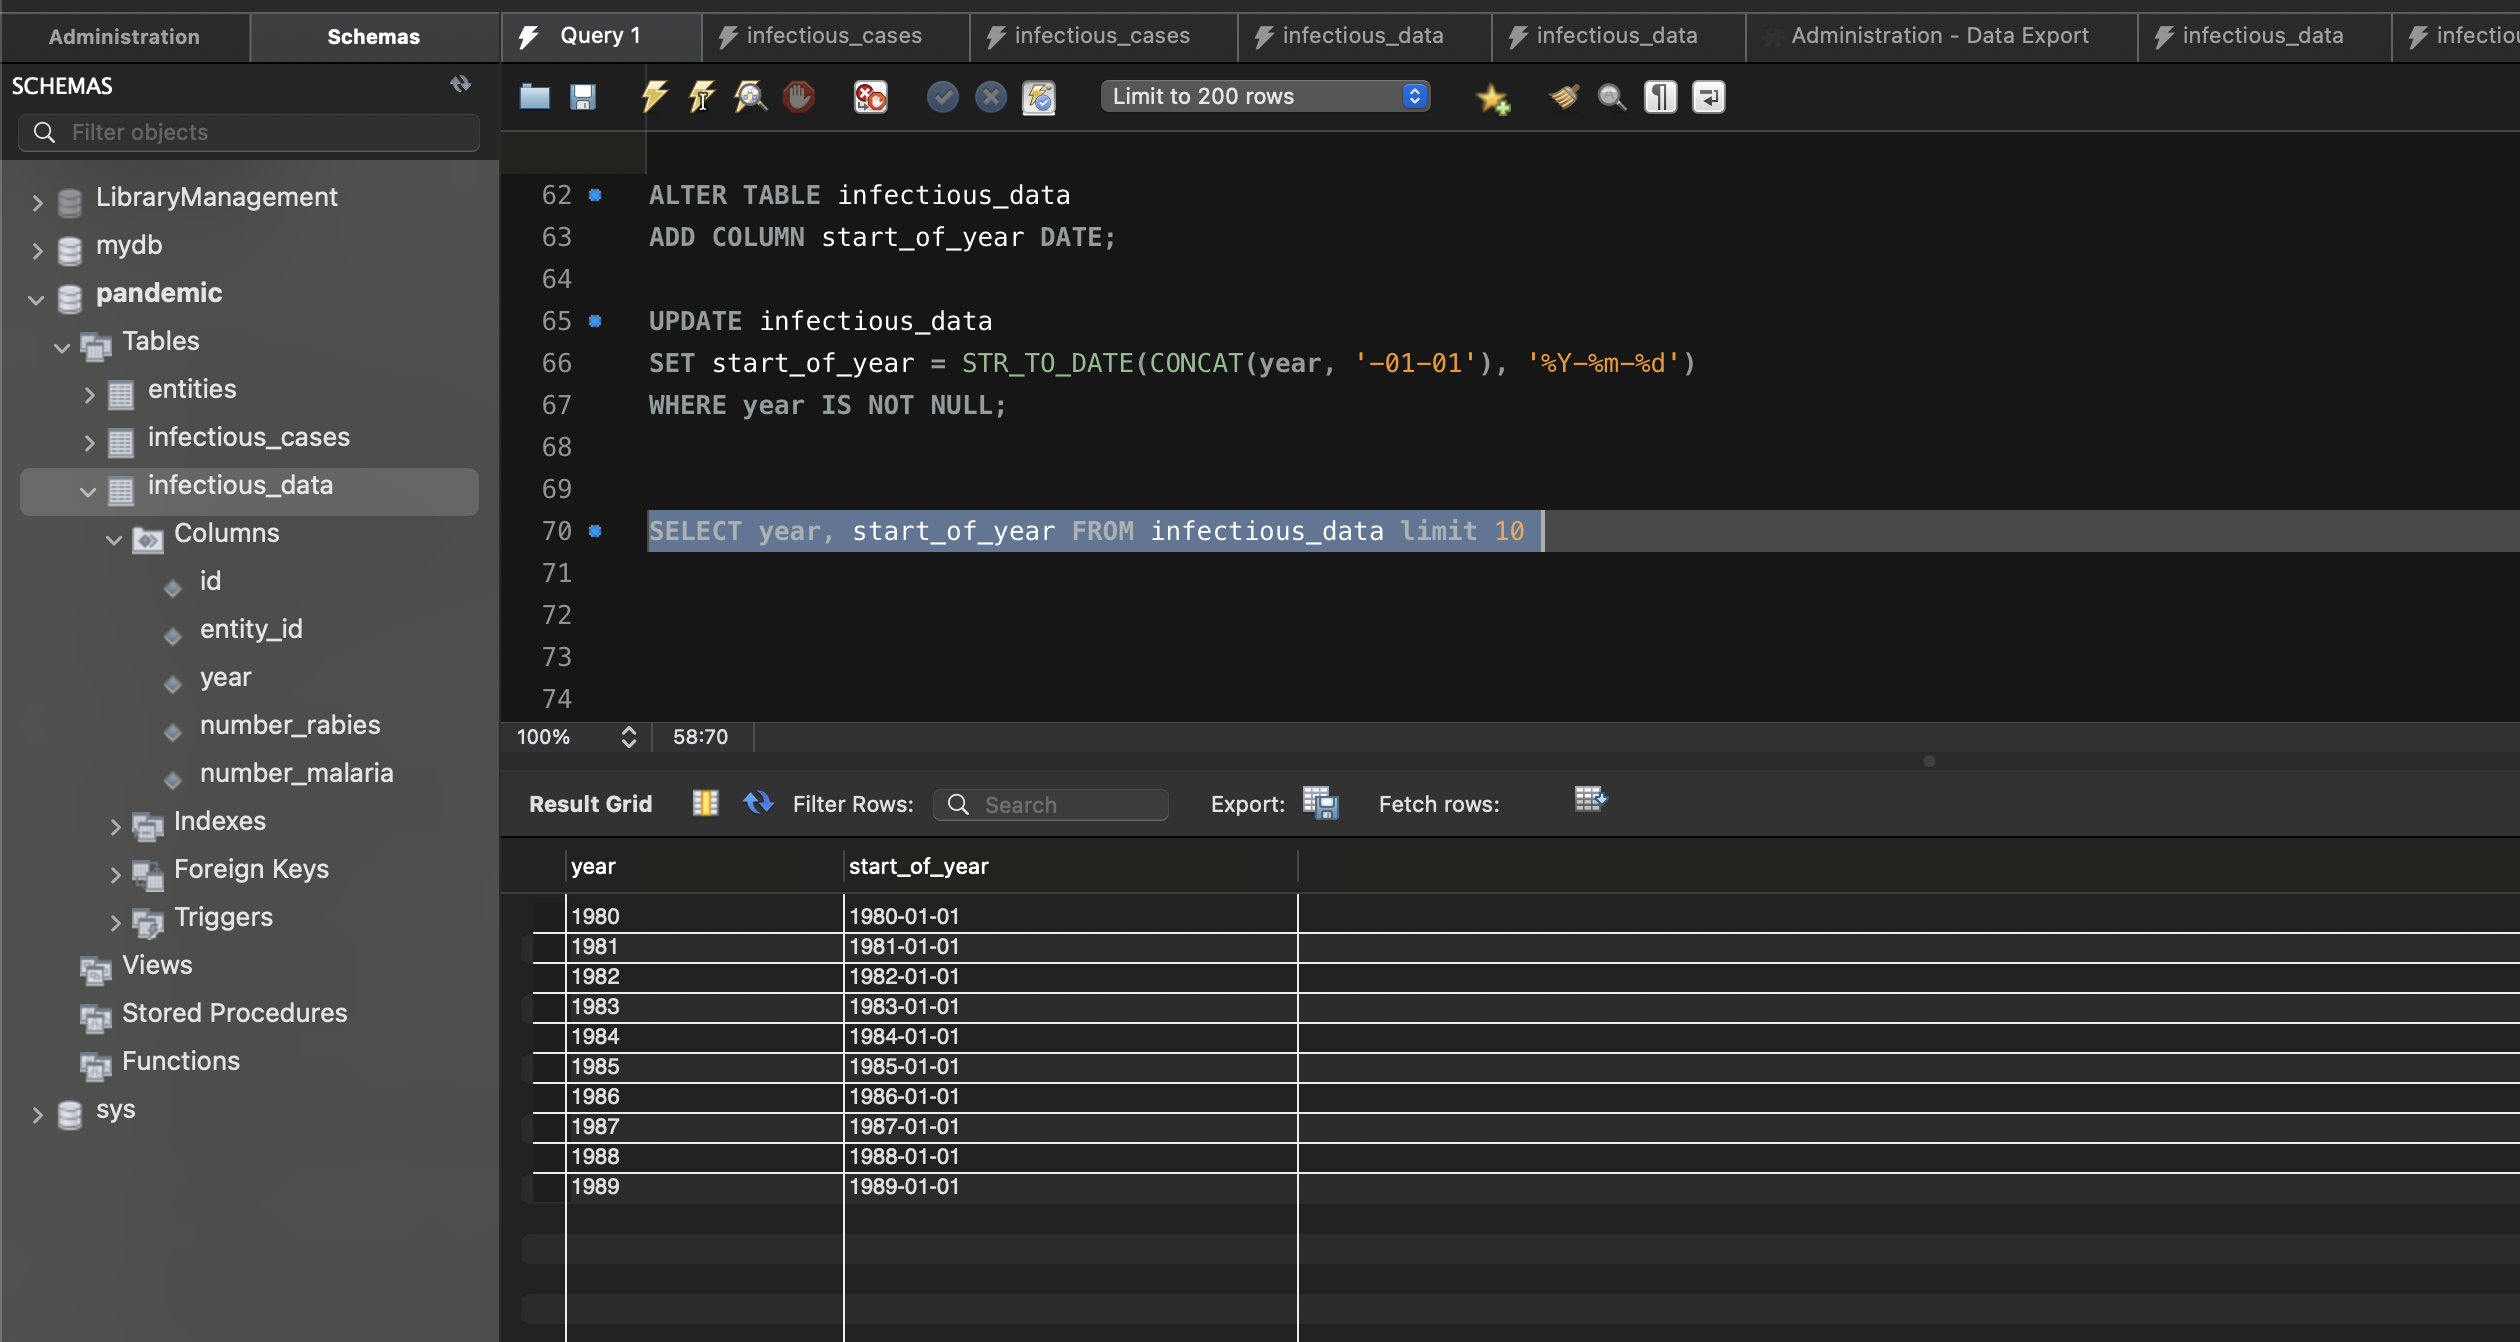 Administration
Schemas
Query 1
infectious_cases
infectious_cases
infectious_data
infectious_data
Administration - Data Export
infectious_data
SCHEMAS
Filter objects
Limit to 200 rows
LibraryManagement
mydb
pandemic
Tables
entities
infectious_cases
infectious_data
Columns
id
entity_id
year
number_rabies
number_malaria
Indexes
Foreign Keys
Triggers
Views
Stored Procedures
Functions
sys
62 ALTER TABLE infectious_data
63 ADD COLUMN start_of_year DATE;
64
65 UPDATE infectious_data
66 SET start_of_year = STR_TO_DATE(CONCAT(year, '-01-01'), '%Y-%m-%d')
67 WHERE year IS NOT NULL;
68
69
70 SELECT year, start_of_year FROM infectious_data limit 10
71
72
73
74
100% 58:70
Result Grid Filter Rows: Search Export: Fetch rows:
year start_of_year
1980 1980-01-01
1981 1981-01-01
1982 1982-01-01
1983 1983-01-01
1984 1984-01-01
1985 1985-01-01
1986 1986-01-01
1987 1987-01-01
1988 1988-01-01
1989 1989-01-01